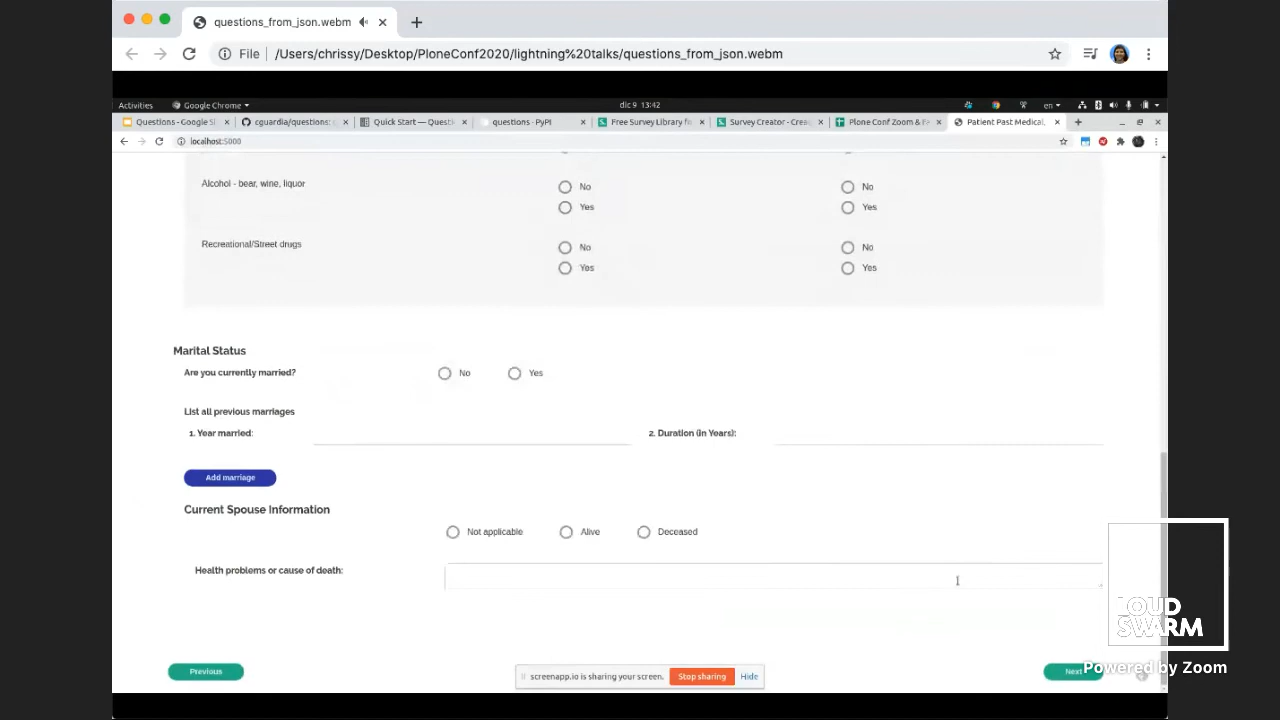 questions_from_json.webm
File /Users/chrissy/Desktop/PloneConf2020/lightning%20talks/questions_from_json.webm
Activities Google Chrome dic 9 13:42 en
Questions - Google Sl cguardia/questions: Quick Start — Questi questions · PyPI Free Survey Library f Survey Creator - Crea Plone Conf Zoom & F Patient Past Medical
localhost:5000
Alcohol - bear, wine, liquor No No
Yes Yes
Recreational/Street drugs No No
Yes Yes
Marital Status
Are you currently married? No Yes
List all previous marriages
1. Year married: 2. Duration (in Years):
Add marriage
Current Spouse Information
Not applicable Alive Deceased
Health problems or cause of death:
LOUD
SWARM
Previous screenapp.io is sharing your screen. Stop sharing Hide Next
Powered by Zoom